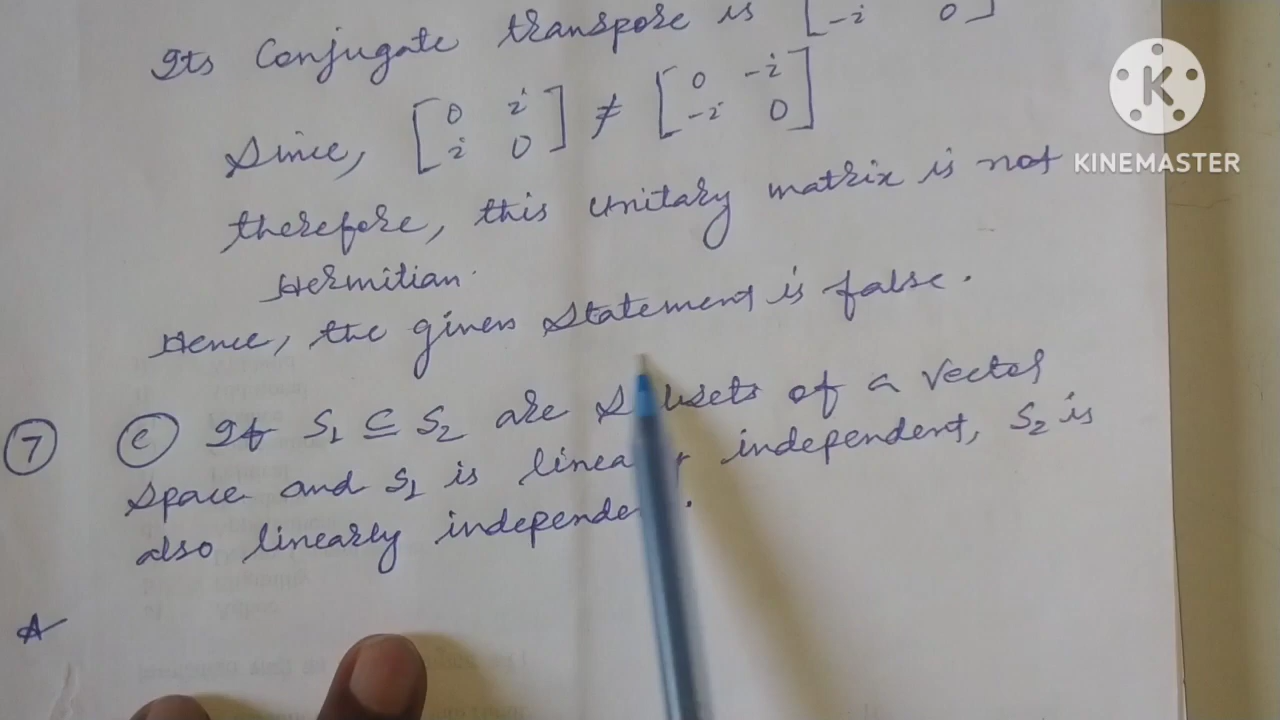 Its Conjugate transpose is [-i 0]
Since, [0 i
i 0] ≠ [0 -i
-i 0]
therefore, this unitary matrix is not
Hermitian.
Hence, the given Statement is false.
7 c If S₁ ⊆ S₂ are subsets of a vector
space and S₁ is linearly independent, S₂ is
also linearly independent.
A
K
KINEMASTER